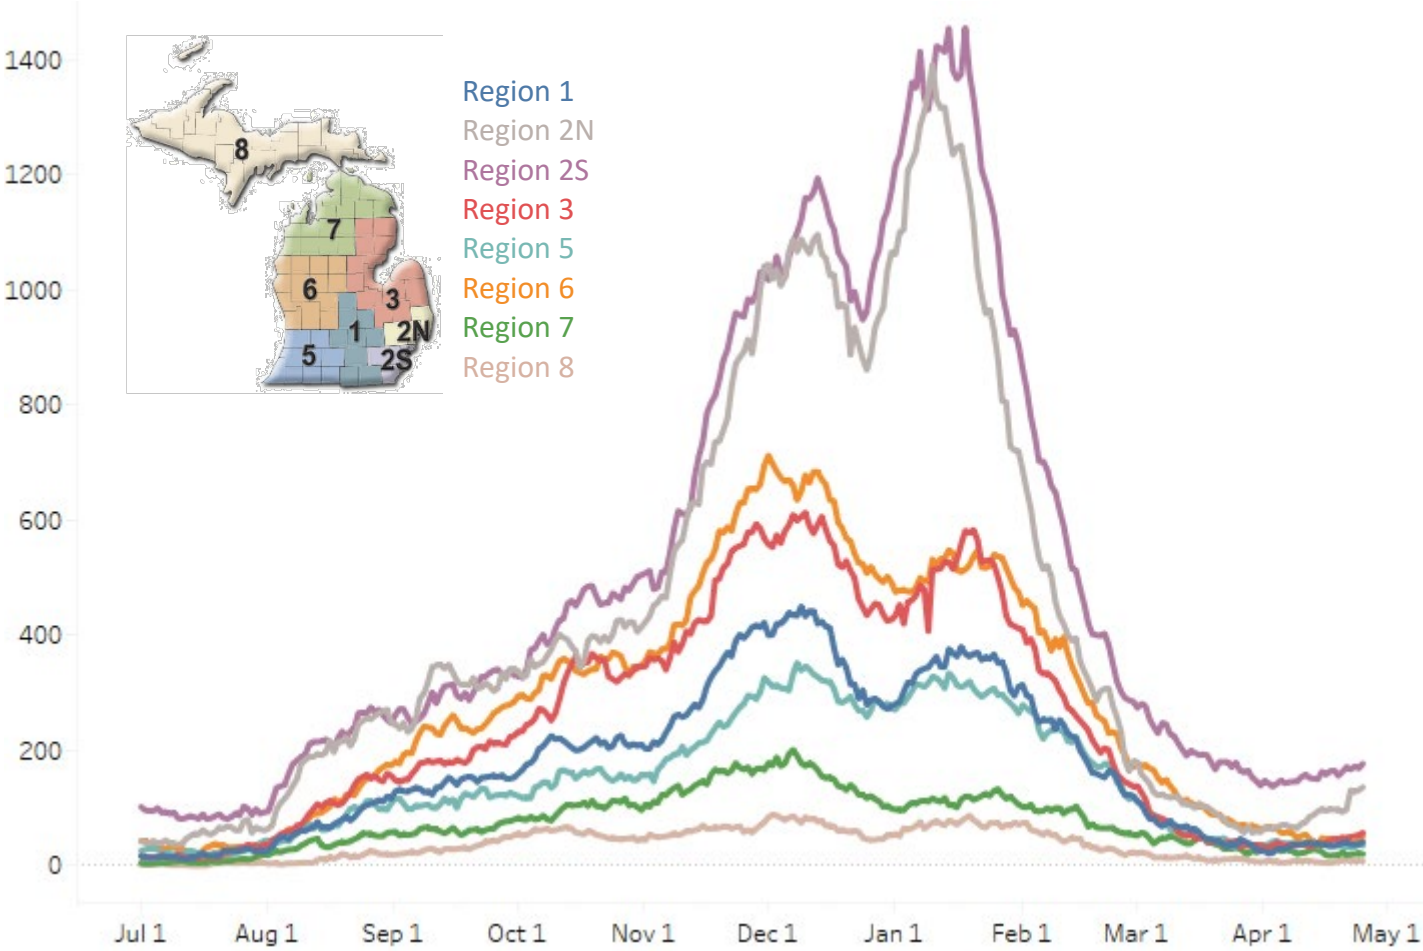 1400
1200
1000
800
600
400
200
0
8
7
6
3
1
2N
5
2S
Region 1
Region 2N
Region 2S
Region 3
Region 5
Region 6
Region 7
Region 8
Jul 1 Aug 1 Sep 1 Oct 1 Nov 1 Dec 1 Jan 1 Feb 1 Mar 1 Apr 1 May 1